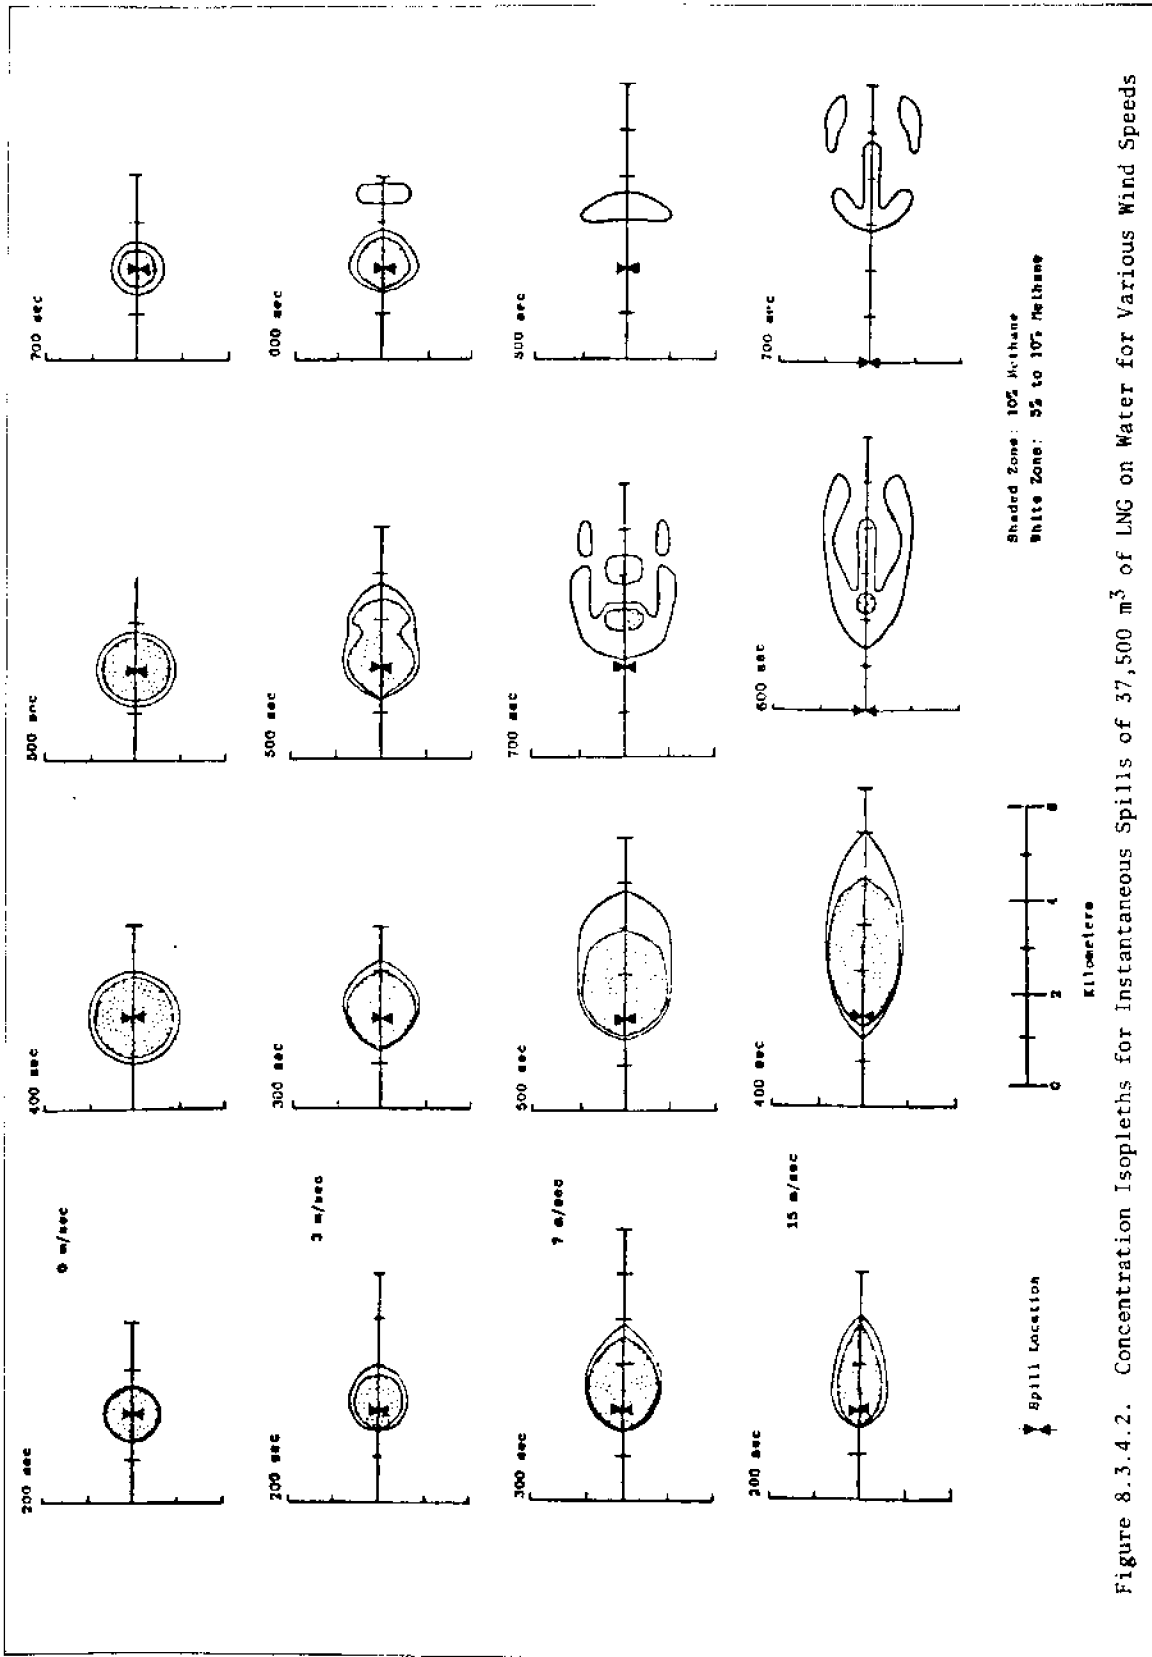 0 m/sec
200 sec
400 sec
500 sec
700 sec
3 m/sec
200 sec
300 sec
500 sec
600 sec
7 m/sec
300 sec
500 sec
700 sec
800 sec
15 m/sec
200 sec
400 sec
600 sec
700 sec
Spill Location
0 2 4 6
Kilometers
Shaded Zone: 10% Methane
White Zone: 5% to 10% Methane
Figure 8.3.4.2. Concentration Isopleths for Instantaneous Spills of 37,500 m³ of LNG on Water for Various Wind Speeds